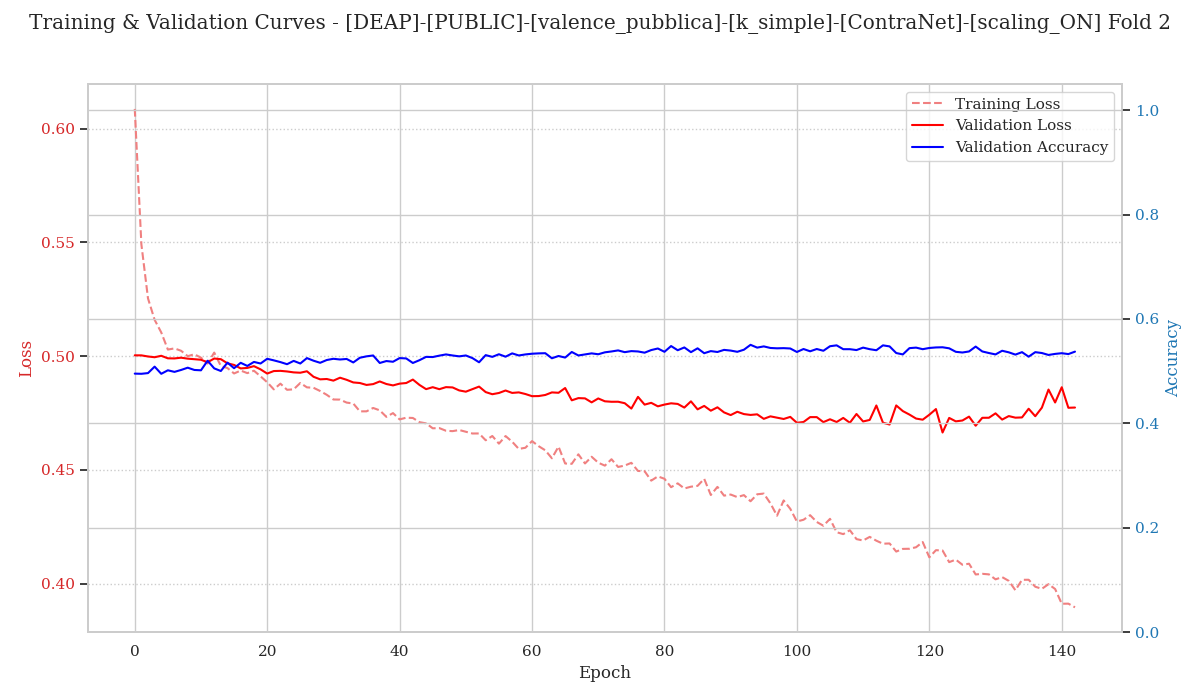 Training & Validation Curves - [DEAP]-[PUBLIC]-[valence_pubblica]-[k_simple]-[ContraNet]-[scaling_ON] Fold 2
Training Loss
Validation Loss
Validation Accuracy
0.60
0.55
0.50
0.45
0.40
Loss
1.0
0.8
0.6
0.4
0.2
0.0
Accuracy
0 20 40 60 80 100 120 140
Epoch